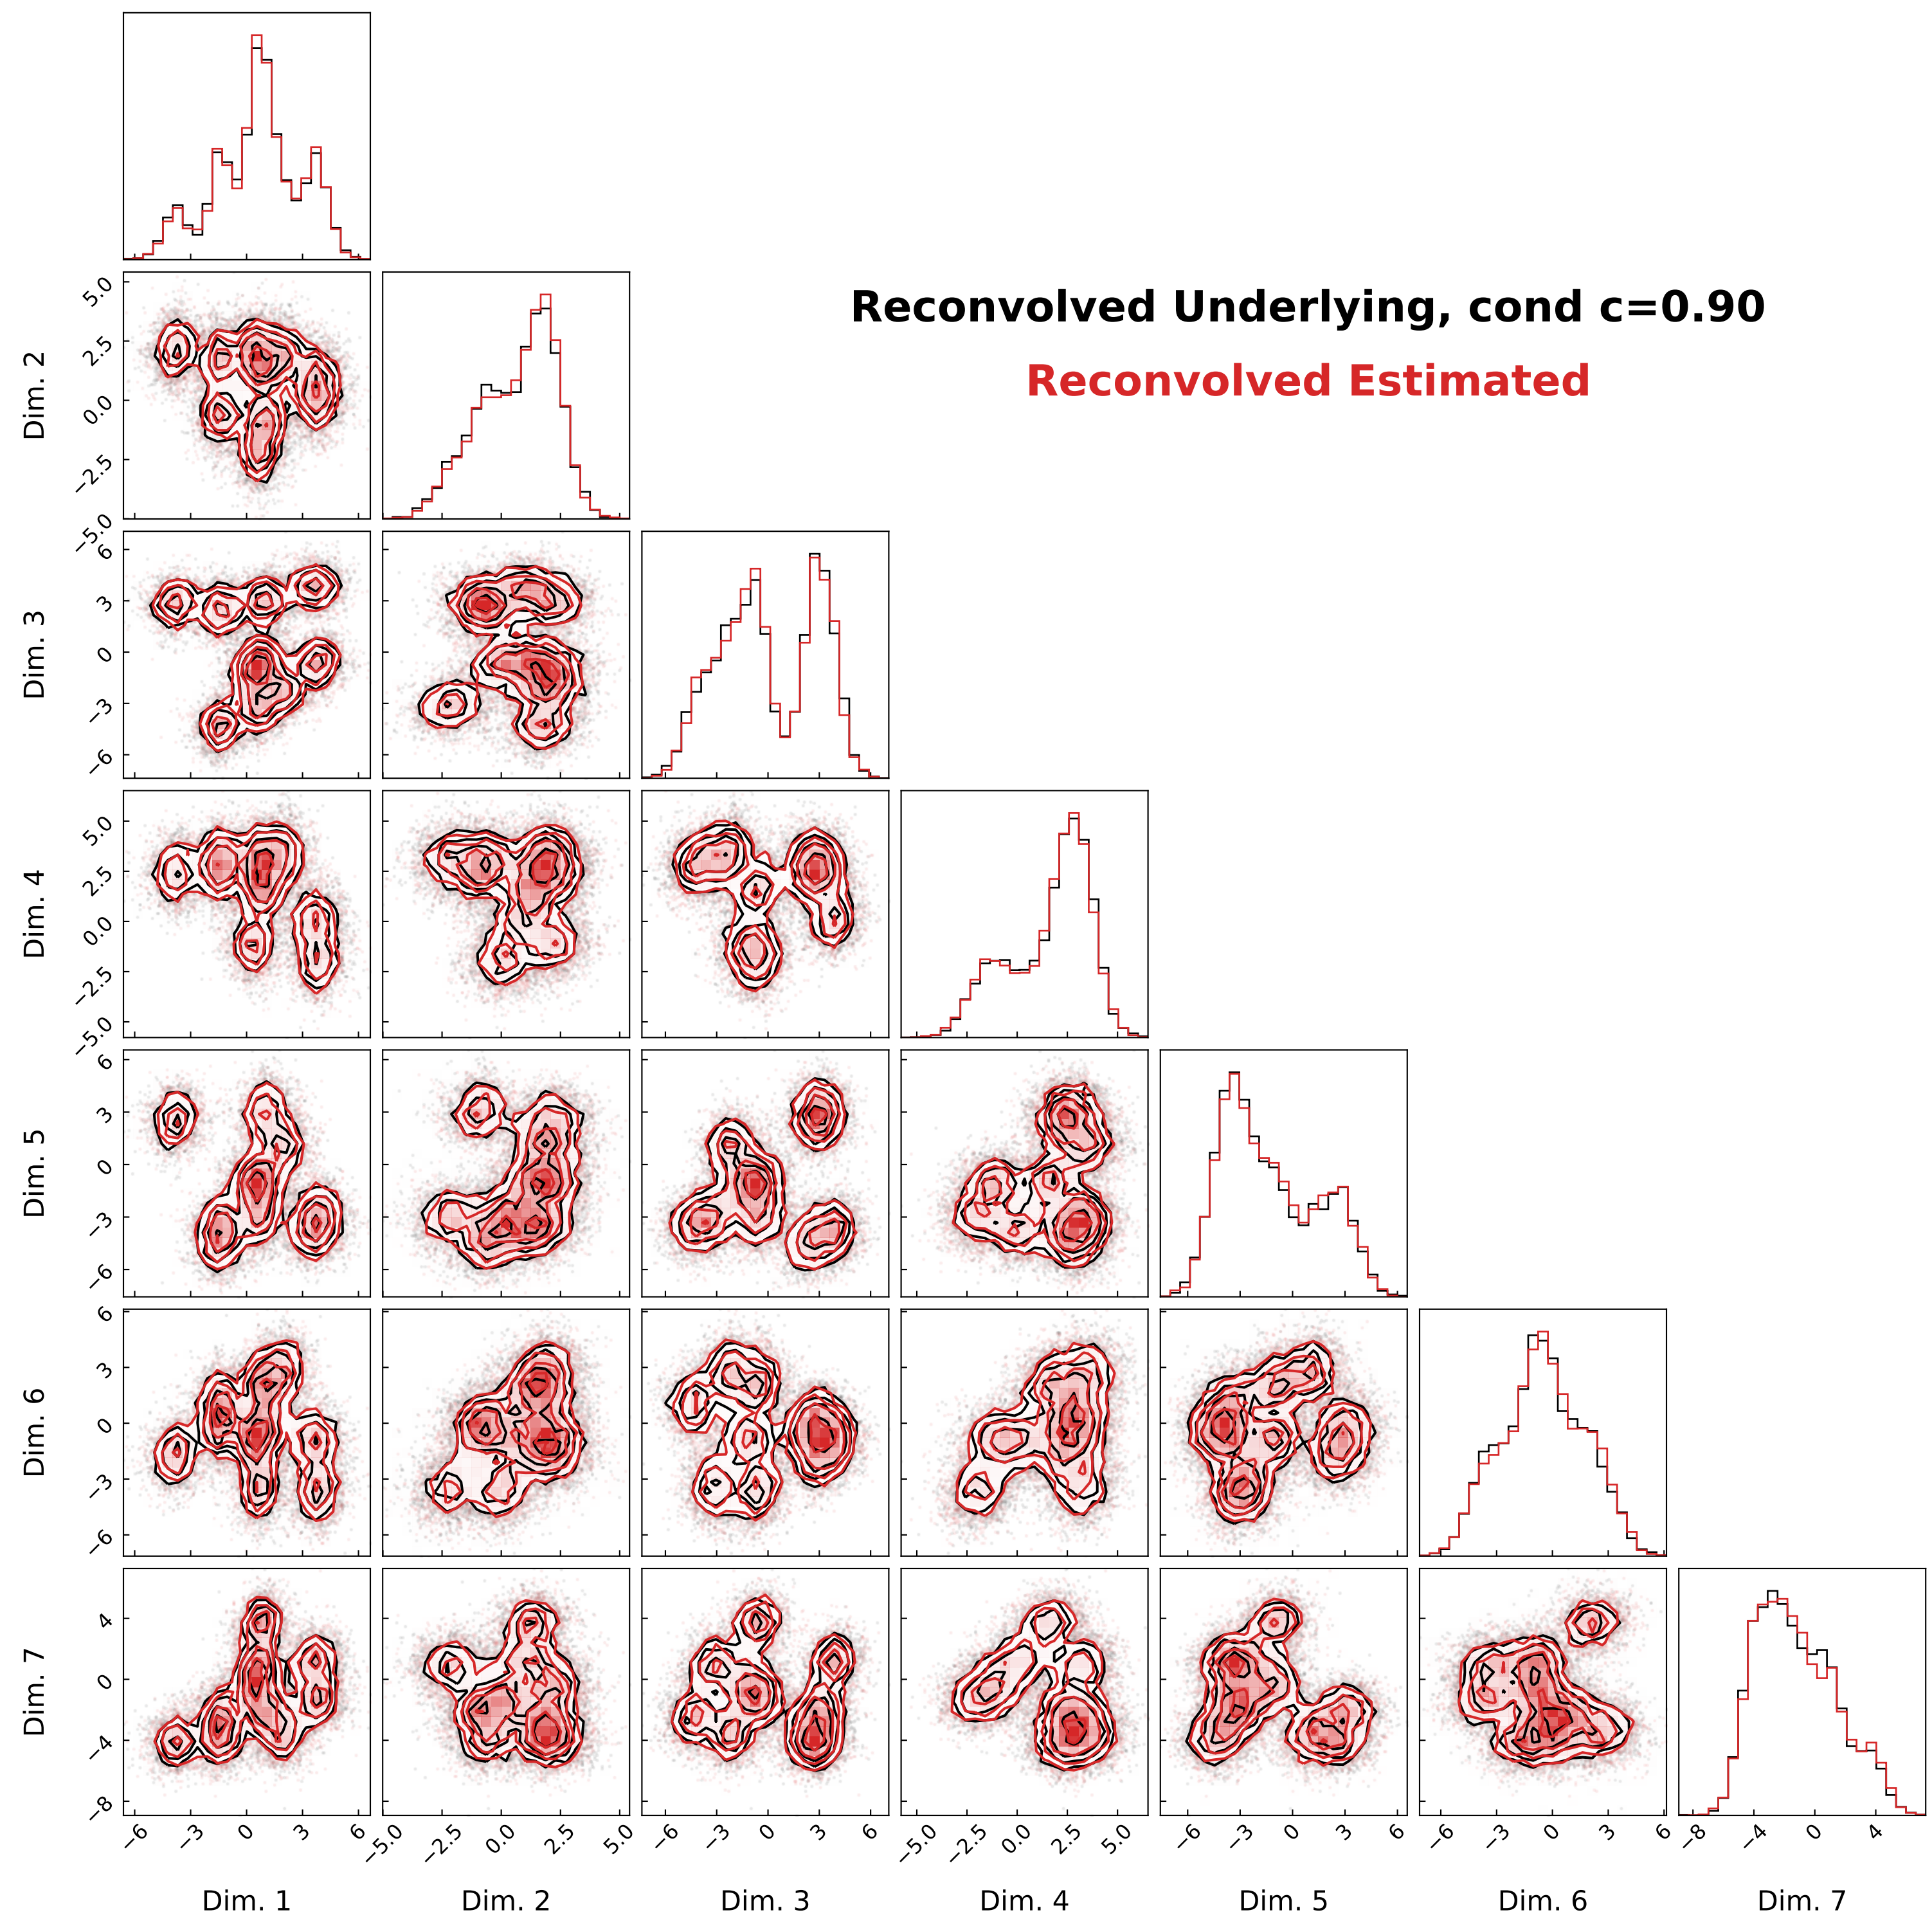 Reconvolved Underlying, cond c=0.90
Reconvolved Estimated
5.0
2.5
0.0
−2.5
−5.0
Dim. 2
6
3
0
−3
−6
Dim. 3
5.0
2.5
0.0
−2.5
−5.0
Dim. 4
6
3
0
−3
−6
Dim. 5
6
3
0
−3
−6
Dim. 6
4
0
−4
−8
Dim. 7
−6 −3 0 3 6 −5.0 −2.5 0.0 2.5 5.0 −6 −3 0 3 6 −5.0 −2.5 0.0 2.5 5.0 −6 −3 0 3 6 −6 −3 0 3 6 −8 −4 0 4
Dim. 1 Dim. 2 Dim. 3 Dim. 4 Dim. 5 Dim. 6 Dim. 7